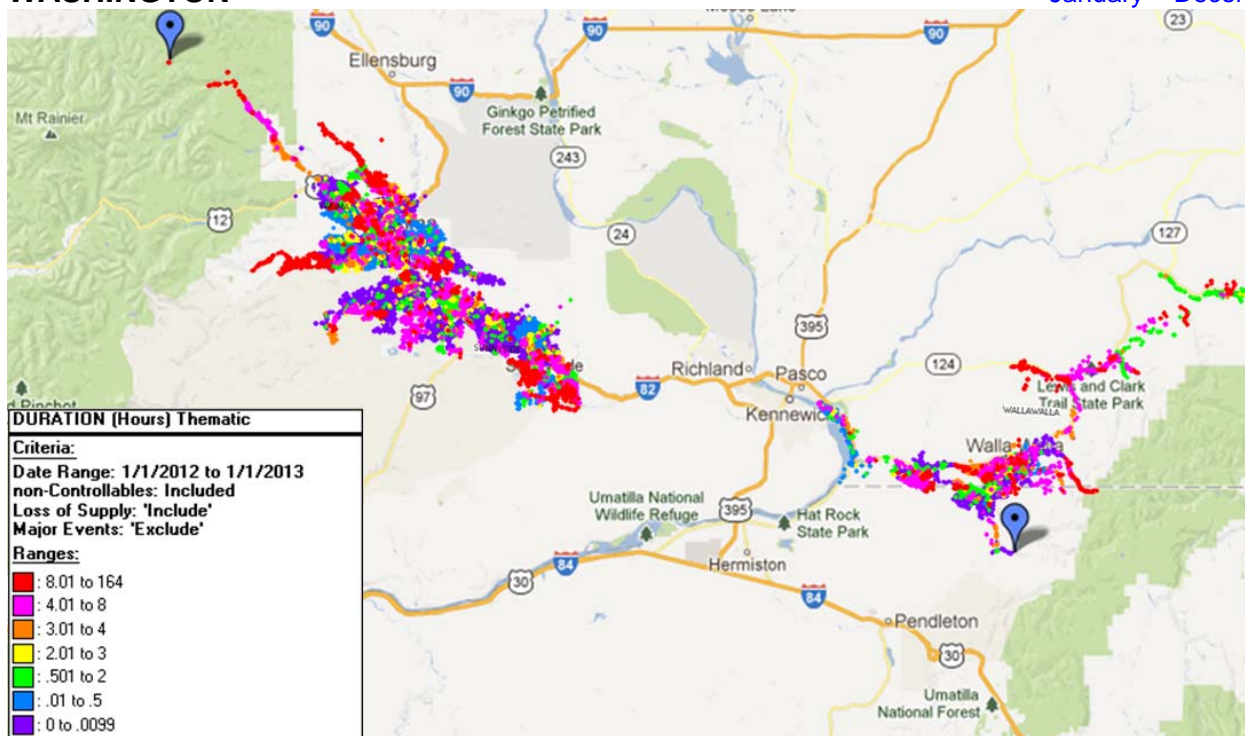 WASHINGTON
January
90
Ellensburg
90
90
90
23
Ginkgo Petrified
Forest State Park
Mt Rainier
243
12
24
127
395
Richland
Pasco
124
82
97
Kennewic
Lewis and Clark
Trail State Park
WALLAWALLA
Walla Walla
d Pinchot
Umatilla National
Wildlife Refuge
395
Hat Rock
State Park
Hermiston
84
30
84
Pendleton
30
Umatilla
National Forest
DURATION (Hours) Thematic
Criteria:
Date Range: 1/1/2012 to 1/1/2013
non-Controllables: Included
Loss of Supply: 'Include'
Major Events: 'Exclude'
Ranges:
: 8.01 to 164
: 4.01 to 8
: 3.01 to 4
: 2.01 to 3
: .501 to 2
: .01 to .5
: 0 to .0099